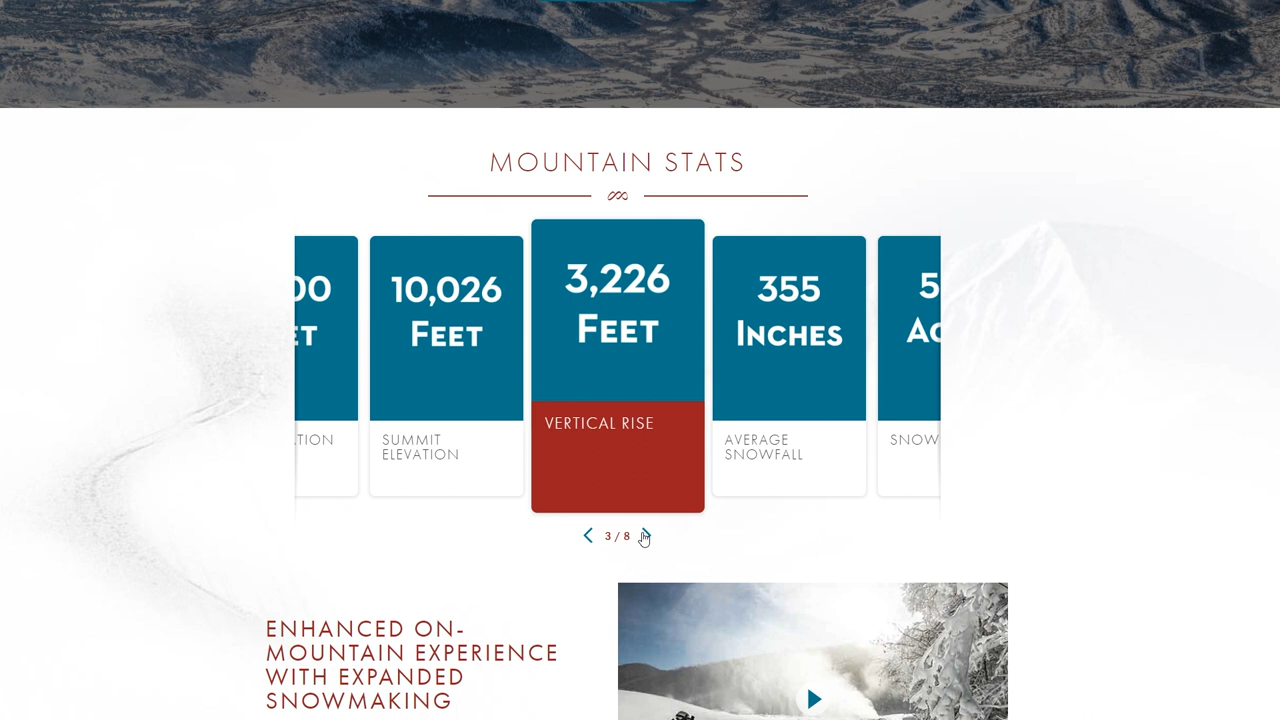 MOUNTAIN STATS
10,026
FEET
SUMMIT
ELEVATION
3,226
FEET
VERTICAL RISE
355
INCHES
AVERAGE
SNOWFALL
3 / 8
ENHANCED ON-
MOUNTAIN EXPERIENCE
WITH EXPANDED
SNOWMAKING